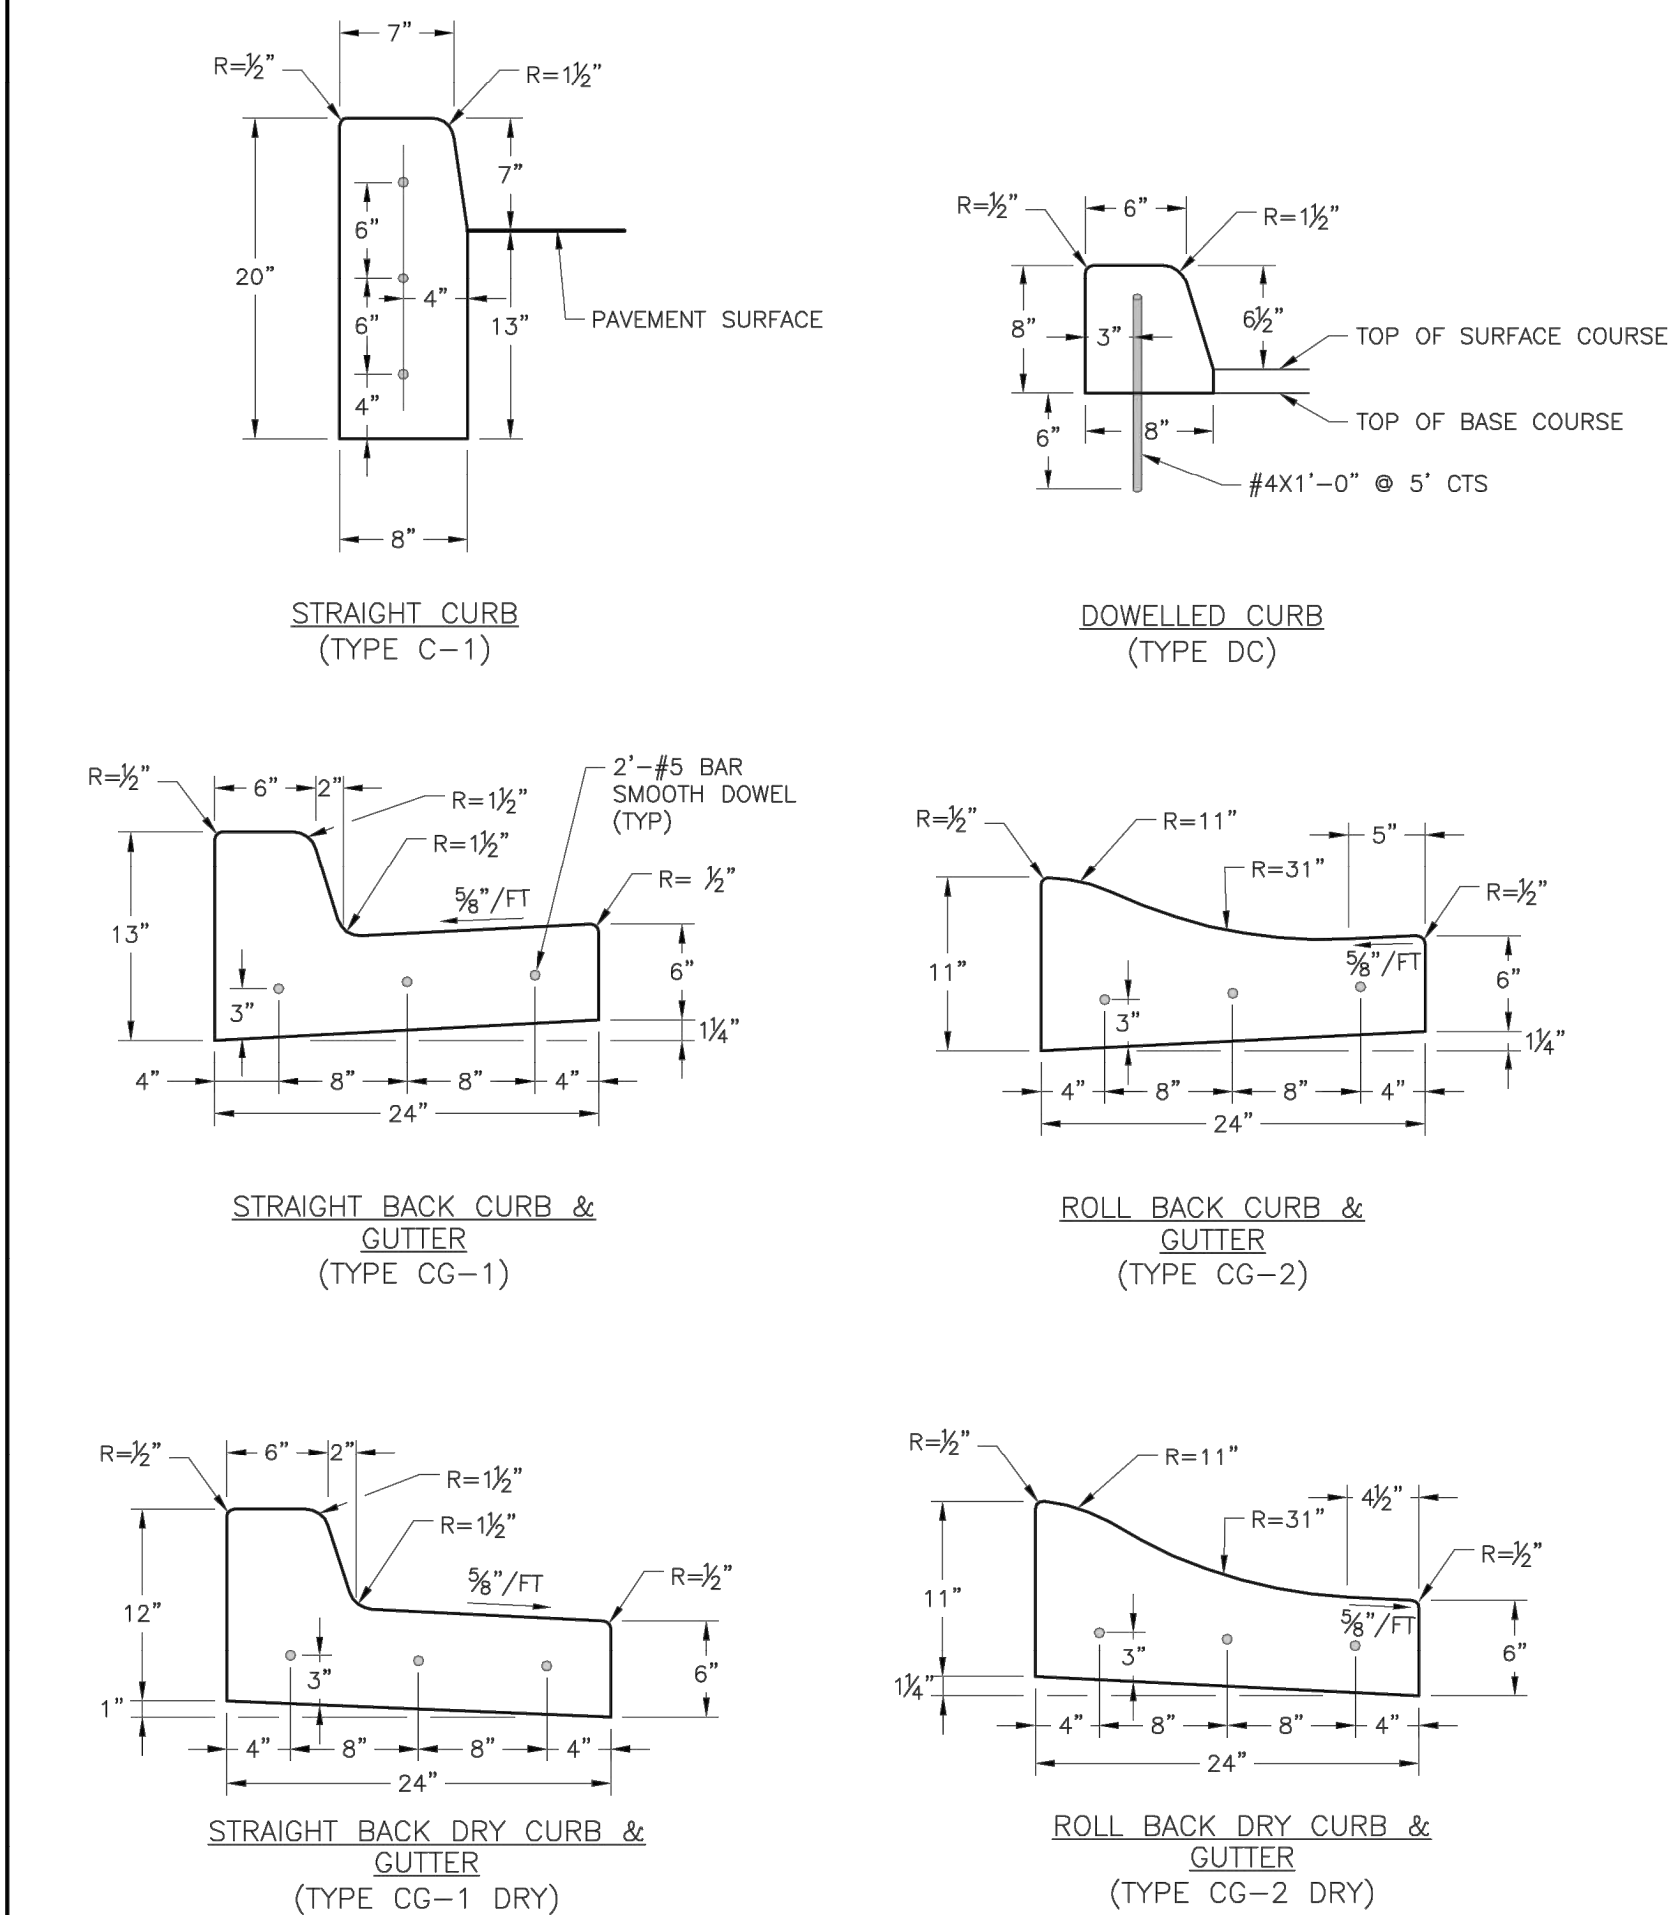 7"
R=½"
R=1½"
7"
6"
20"
4"
6"
13"
PAVEMENT SURFACE
4"
8"
STRAIGHT CURB
(TYPE C-1)
R=½"
6"
R=1½"
8"
3"
6½"
TOP OF SURFACE COURSE
TOP OF BASE COURSE
6"
8"
#4X1'-0" @ 5' CTS
DOWELLED CURB
(TYPE DC)
R=½"
6"
2"
2'-#5 BAR
SMOOTH DOWEL
(TYP)
R=1½"
R=1½"
R= ½"
⅝"/FT
13"
6"
3"
1¼"
4"
8"
8"
4"
24"
STRAIGHT BACK CURB &
GUTTER
(TYPE CG-1)
R=½"
R=11"
5"
R=31"
R=½"
11"
⅝"/FT
6"
3"
1¼"
4"
8"
8"
4"
24"
ROLL BACK CURB &
GUTTER
(TYPE CG-2)
R=½"
6"
2"
R=1½"
R=1½"
⅝"/FT
R=½"
12"
3"
6"
1"
4"
8"
8"
4"
24"
STRAIGHT BACK DRY CURB &
GUTTER
(TYPE CG-1 DRY)
R=½"
R=11"
4½"
R=31"
R=½"
11"
⅝"/FT
3"
6"
1¼"
4"
8"
8"
4"
24"
ROLL BACK DRY CURB &
GUTTER
(TYPE CG-2 DRY)